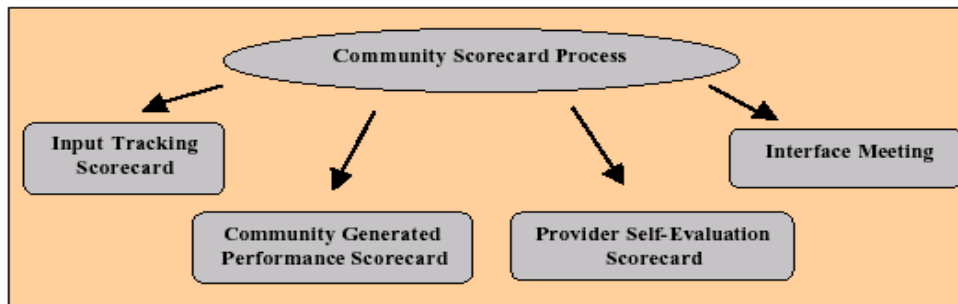 Community Scorecard Process
Input Tracking
Scorecard
Interface Meeting
Community Generated
Performance Scorecard
Provider Self-Evaluation
Scorecard